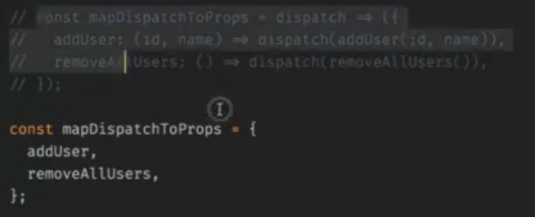 // const mapDispatchToProps = dispatch => ({
//   addUser: (id, name) => dispatch(addUser(id, name)),
//   removeAllUsers: () => dispatch(removeAllUsers()),
// });
const mapDispatchToProps = {
  addUser,
  removeAllUsers,
};